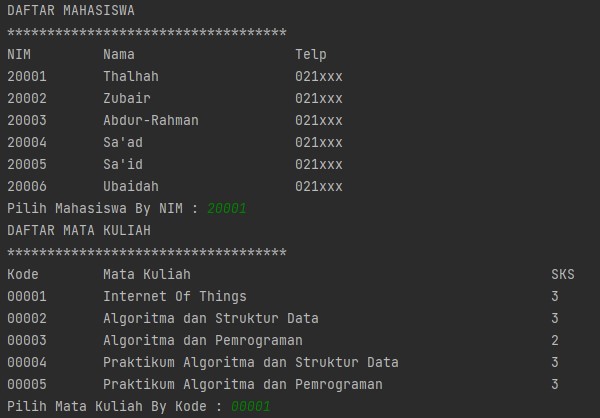 DAFTAR MAHASISWA
***********************************
NIM Nama Telp
20001 Thalhah 021xxx
20002 Zubair 021xxx
20003 Abdur-Rahman 021xxx
20004 Sa'ad 021xxx
20005 Sa'id 021xxx
20006 Ubaidah 021xxx
Pilih Mahasiswa By NIM : 20001
DAFTAR MATA KULIAH
***********************************
Kode Mata Kuliah SKS
00001 Internet Of Things 3
00002 Algoritma dan Struktur Data 3
00003 Algoritma dan Pemrograman 2
00004 Praktikum Algoritma dan Struktur Data 3
00005 Praktikum Algoritma dan Pemrograman 3
Pilih Mata Kuliah By Kode : 00001